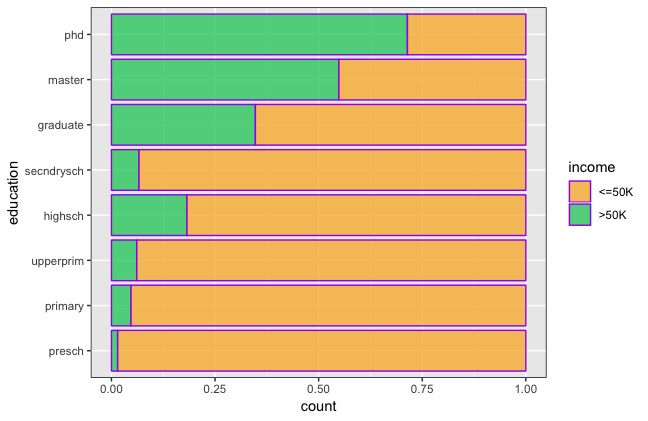 phd
master
graduate
secndrysch
highsch
upperprim
primary
presch
education
0.00 0.25 0.50 0.75 1.00
count
income
<=50K
>50K